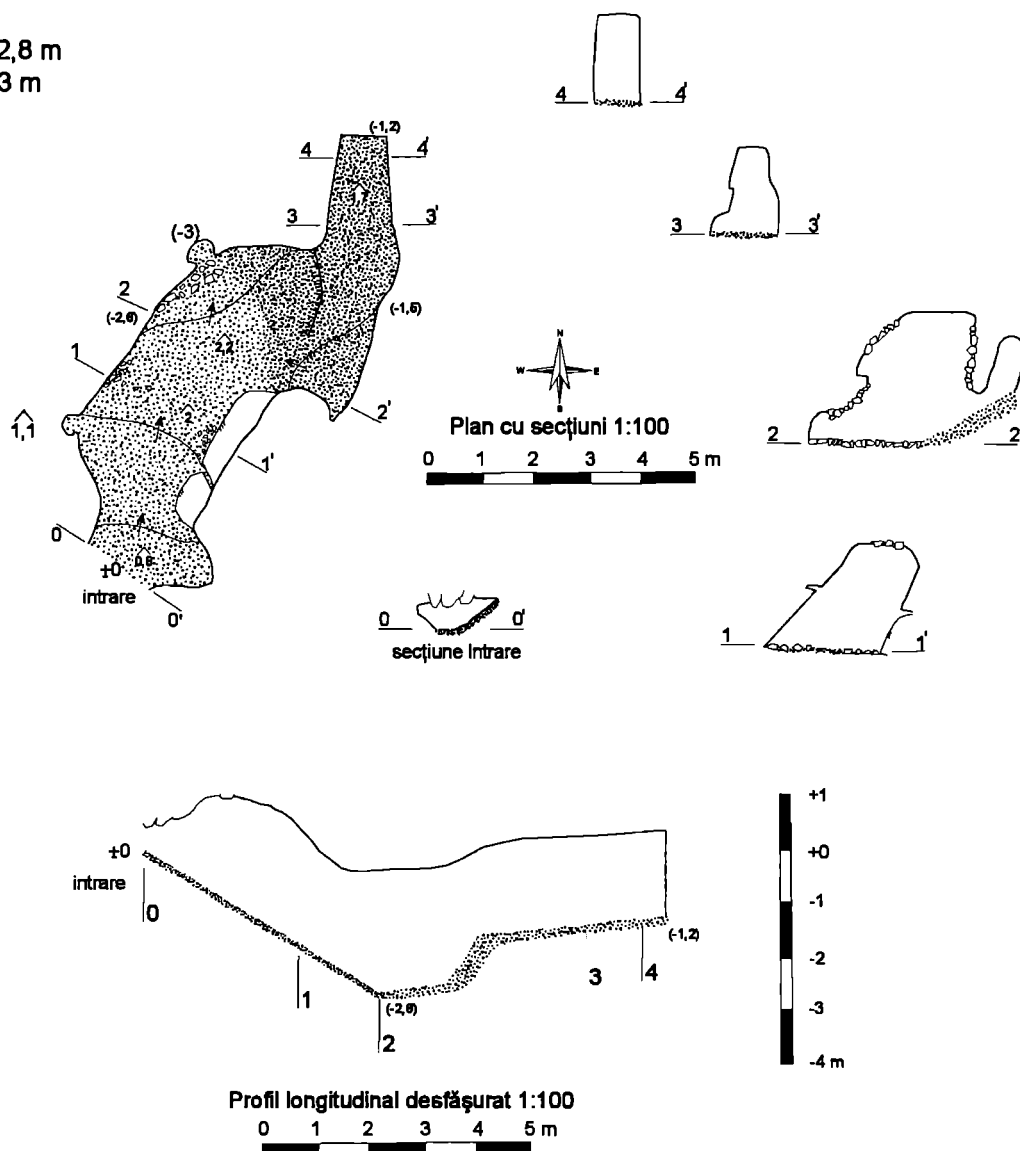 2,8 m
3 m
4 4'
(-1,2)
4 4'
1,7
3 3'
3 3'
(-3)
2
(-2,6)
(-1,5)
2,2
1
N
W E
S
2
2'
1,1
Plan cu secțiuni 1:100
2 2
1'
0 1 2 3 4 5 m
0
±0
0,8
intrare
0'
0 0'
secțiune intrare
1 1'
+1
±0
+0
intrare
0
-1
(-1,2)
-2
1
3 4
(-2,6)
-3
2
-4 m
Profil longitudinal desfășurat 1:100
0 1 2 3 4 5 m